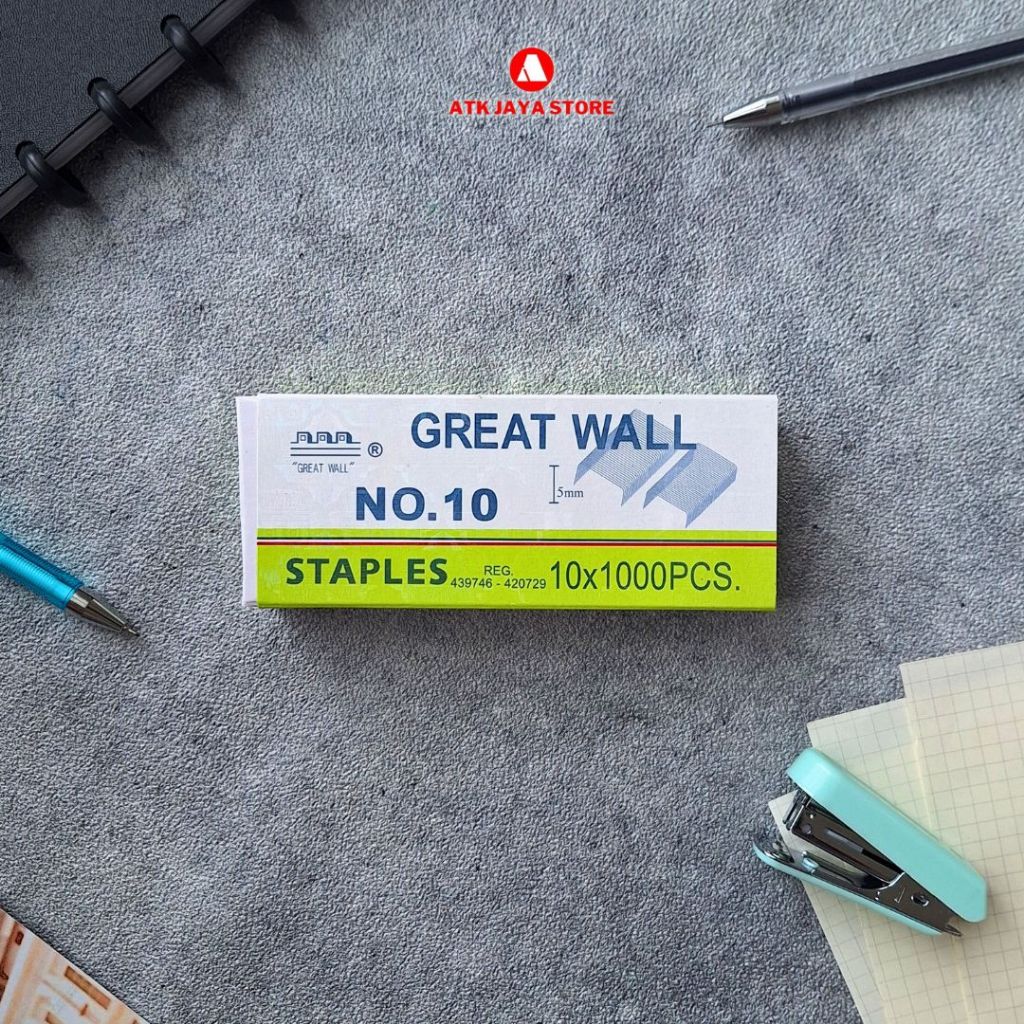 ATK JAYA STORE
GREAT WALL
"GREAT WALL" ®
NO.10
5mm
STAPLES
REG.
439746 - 420729
10x1000PCS.